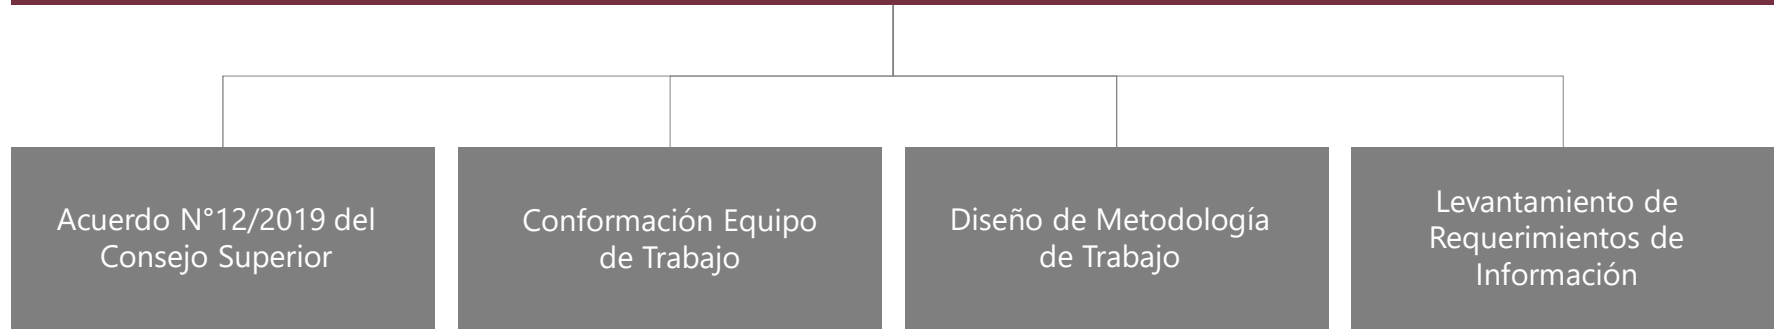 Acuerdo N°12/2019 del
Consejo Superior
Conformación Equipo
de Trabajo
Diseño de Metodología
de Trabajo
Levantamiento de
Requerimientos de
Información